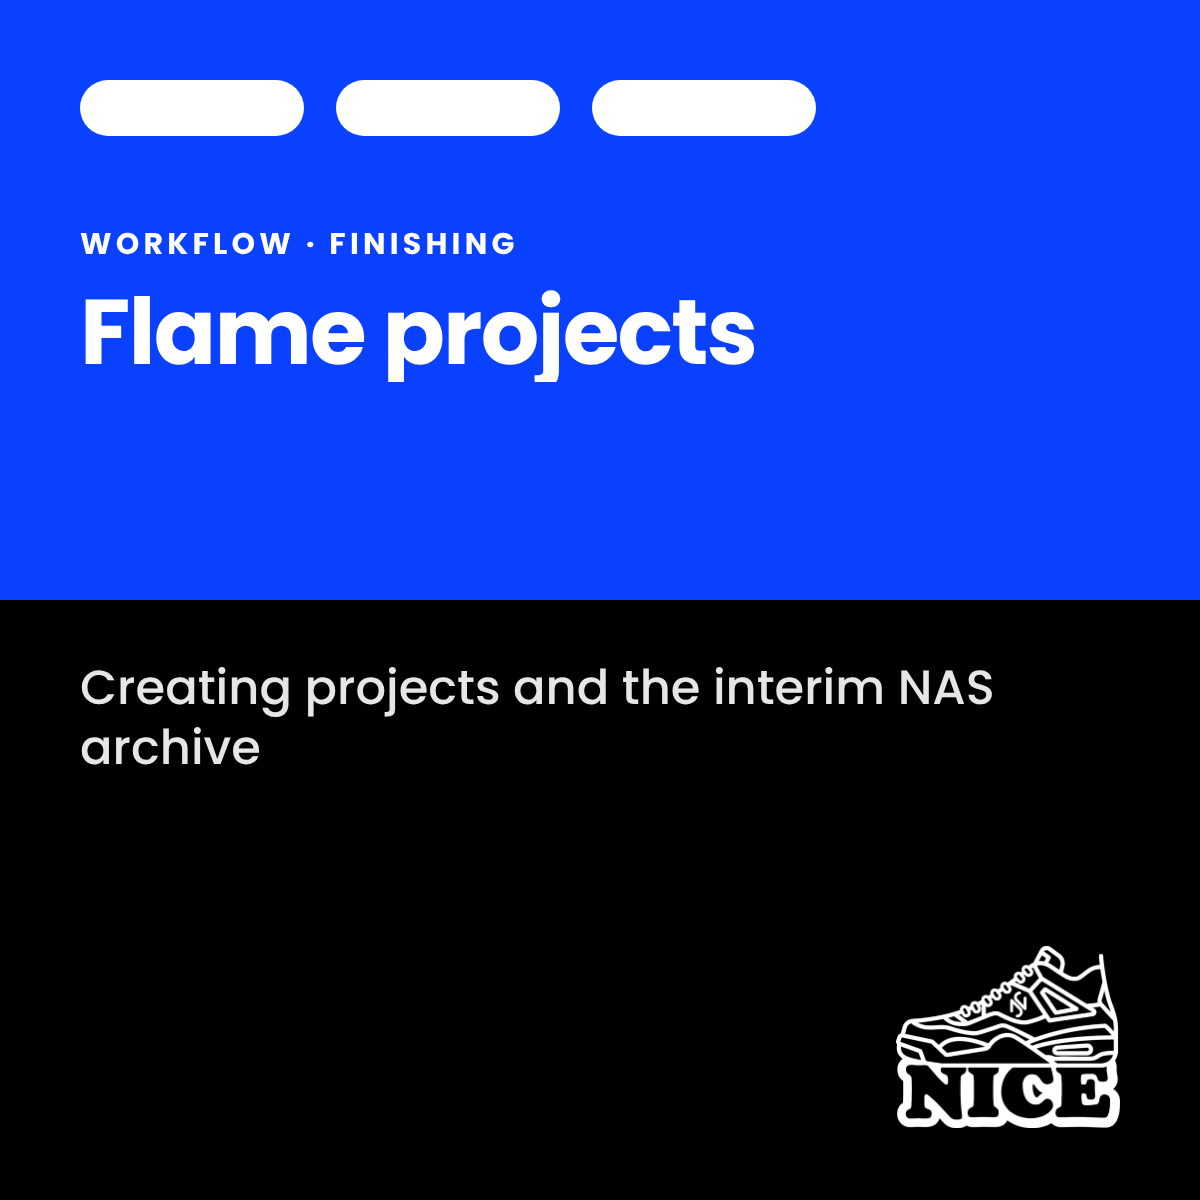 WORKFLOW · FINISHING
Flame projects
Creating projects and the interim NAS
archive
NICE